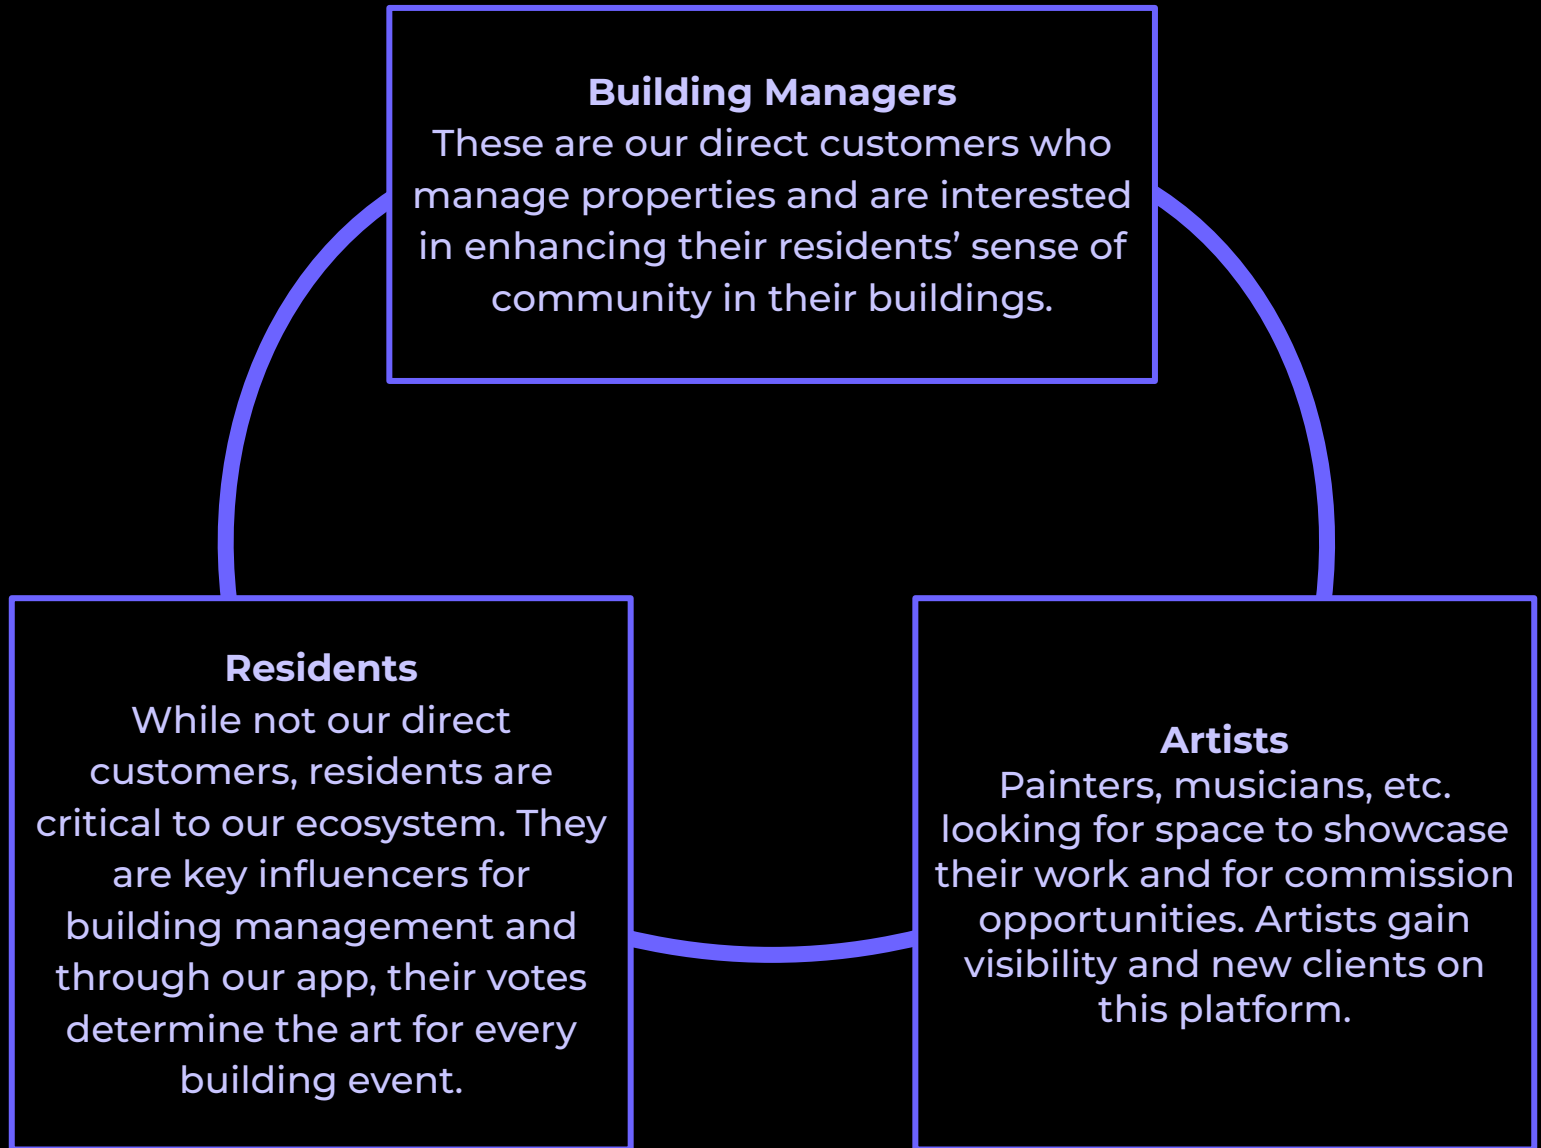 Building Managers
These are our direct customers who
manage properties and are interested
in enhancing their residents’ sense of
community in their buildings.
Residents
While not our direct
customers, residents are
critical to our ecosystem. They
are key influencers for
building management and
through our app, their votes
determine the art for every
building event.
Artists
Painters, musicians, etc.
looking for space to showcase
their work and for commission
opportunities. Artists gain
visibility and new clients on
this platform.